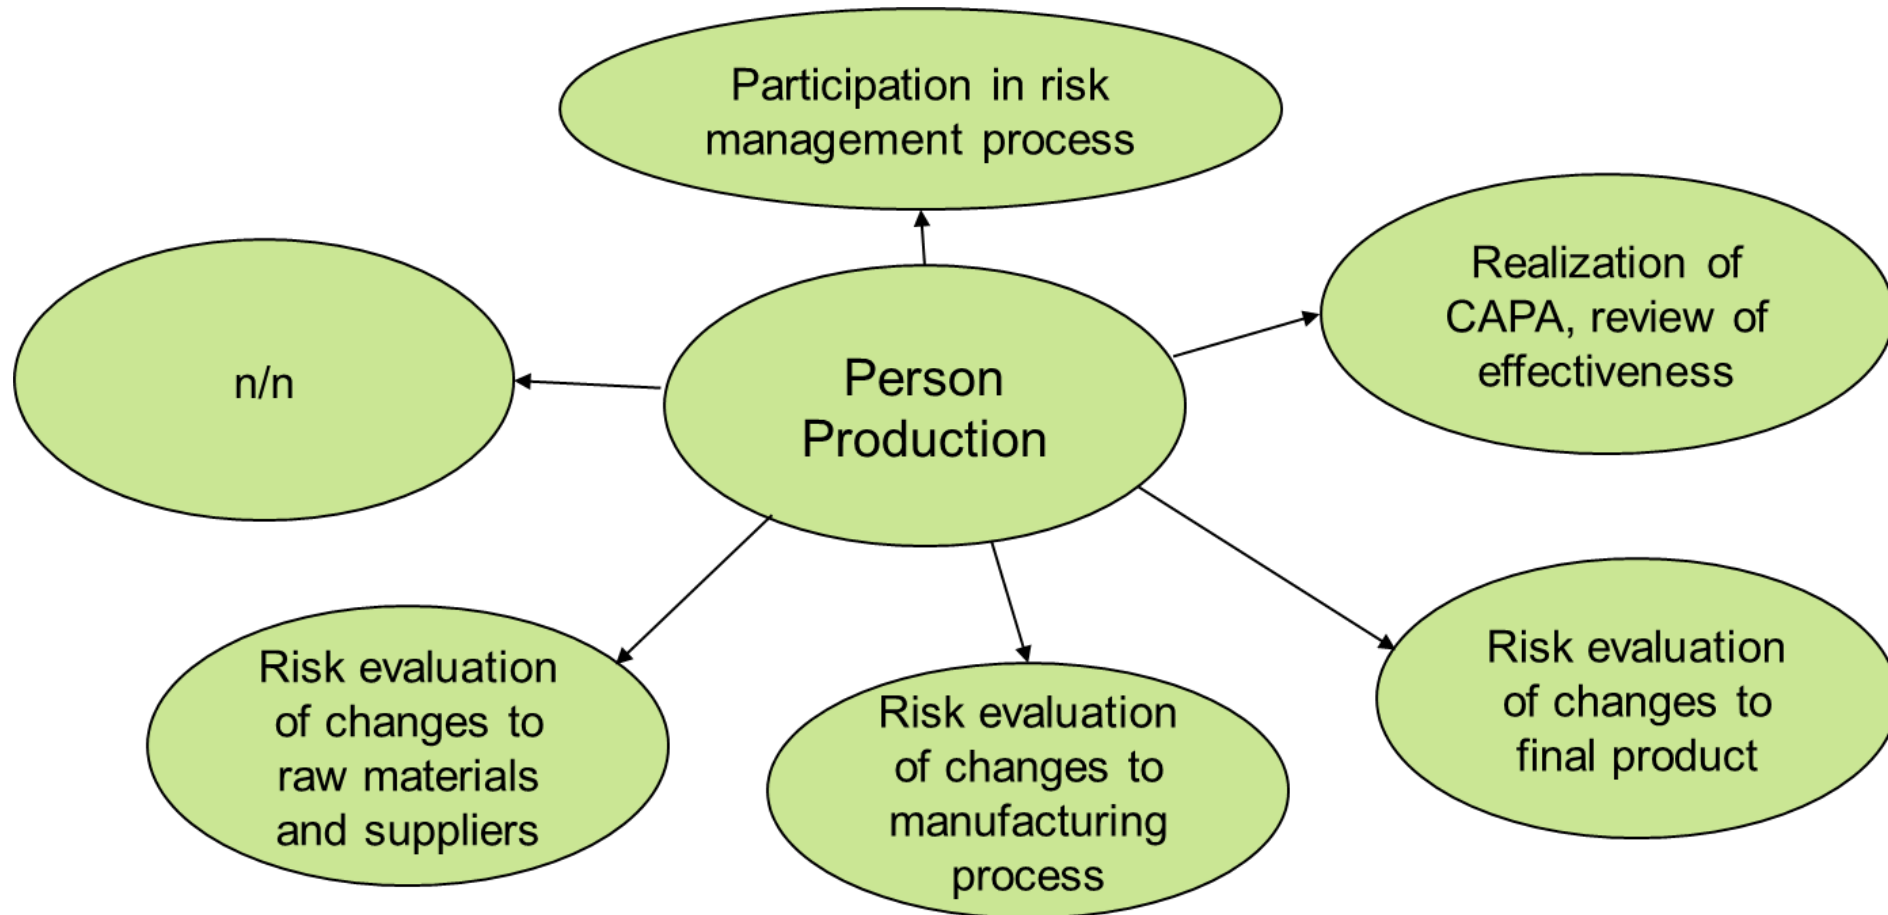 Participation in risk
management process
Realization of
CAPA, review of
effectiveness
n/n
Person
Production
Risk evaluation
of changes to
raw materials
and suppliers
Risk evaluation
of changes to
manufacturing
process
Risk evaluation
of changes to
final product